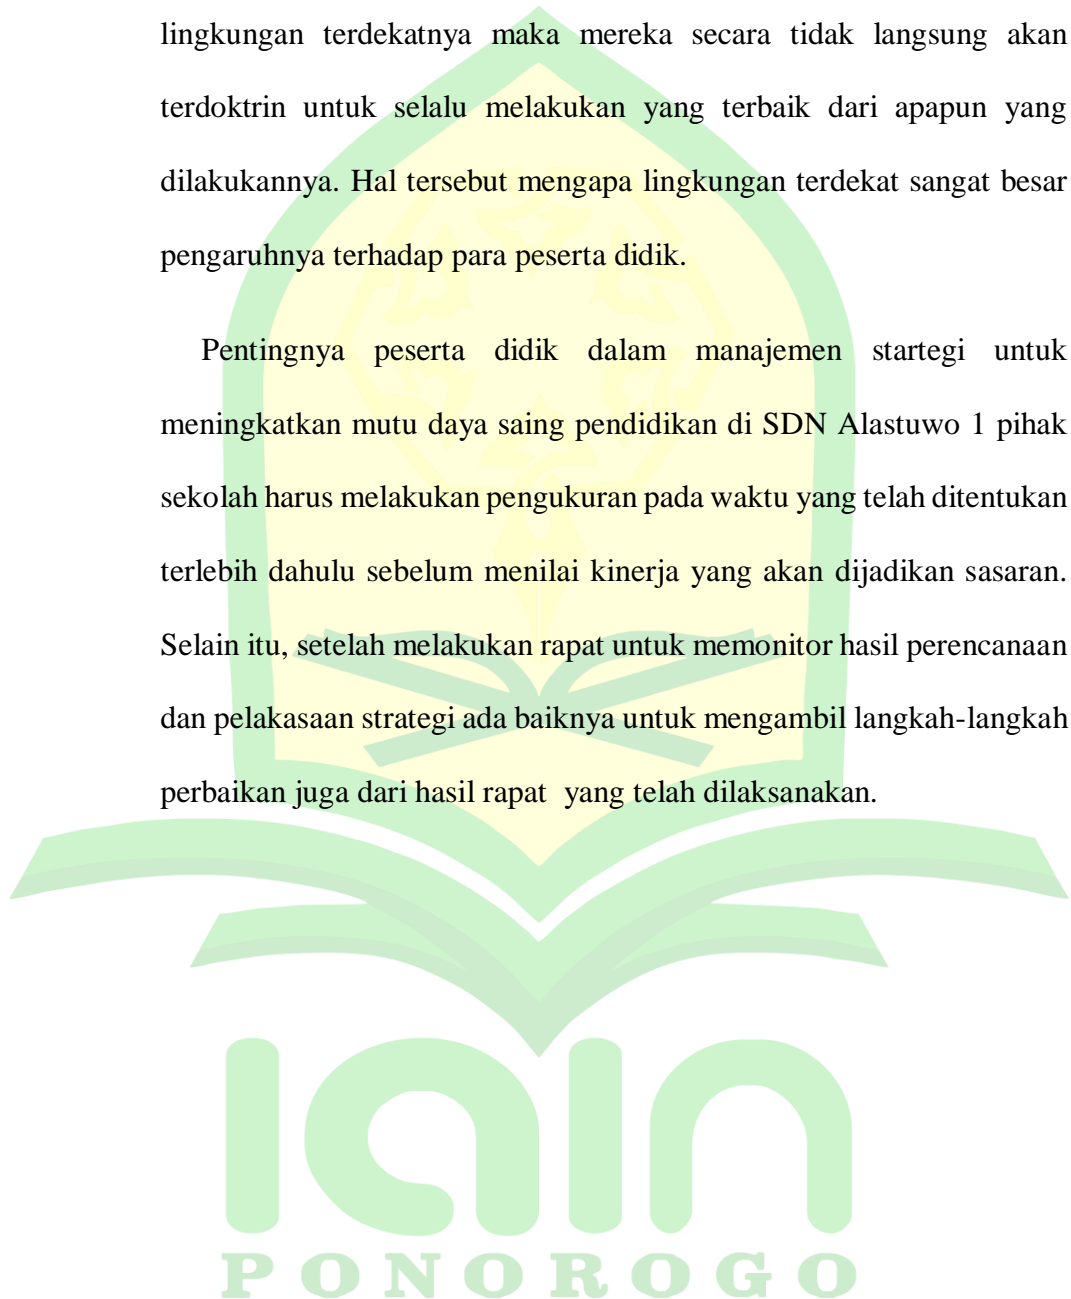 lingkungan terdekatnya maka mereka secara tidak langsung akan
terdoktrin untuk selalu melakukan yang terbaik dari apapun yang
dilakukannya. Hal tersebut mengapa lingkungan terdekat sangat besar
pengaruhnya terhadap para peserta didik.
Pentingnya peserta didik dalam manajemen startegi untuk
meningkatkan mutu daya saing pendidikan di SDN Alastuwo 1 pihak
sekolah harus melakukan pengukuran pada waktu yang telah ditentukan
terlebih dahulu sebelum menilai kinerja yang akan dijadikan sasaran.
Selain itu, setelah melakukan rapat untuk memonitor hasil perencanaan
dan pelakasaan strategi ada baiknya untuk mengambil langkah-langkah
perbaikan juga dari hasil rapat  yang telah dilaksanakan.
iain
PONOROGO